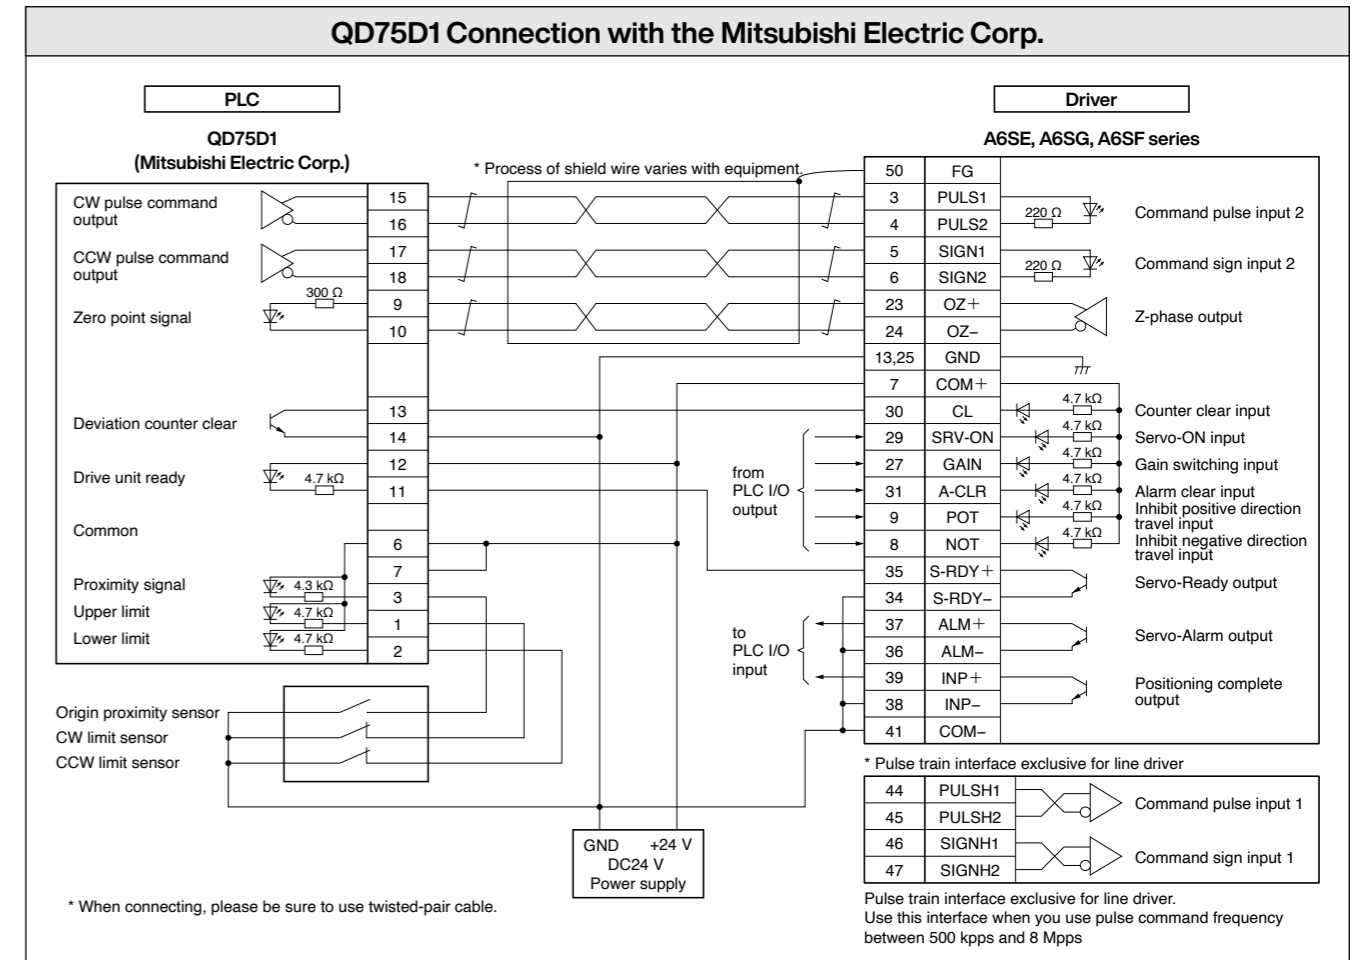 QD75D1 Connection with the Mitsubishi Electric Corp.
PLC
QD75D1
(Mitsubishi Electric Corp.)
Driver
A6SE, A6SG, A6SF series
* Process of shield wire varies with equipment.
CW pulse command
output
15
16
CCW pulse command
output
17
18
Zero point signal
300 Ω
9
10
Deviation counter clear
13
14
Drive unit ready
4.7 kΩ
12
11
Common
6
7
Proximity signal
4.3 kΩ
3
Upper limit
4.7 kΩ
1
Lower limit
4.7 kΩ
2
Origin proximity sensor
CW limit sensor
CCW limit sensor
from
PLC I/O
output
to
PLC I/O
input
GND +24 V
DC24 V
Power supply
50 FG
3 PULS1
4 PULS2
220 Ω
Command pulse input 2
5 SIGN1
6 SIGN2
220 Ω
Command sign input 2
23 OZ+
24 OZ−
Z-phase output
13,25 GND
7 COM+
30 CL 4.7 kΩ Counter clear input
29 SRV-ON 4.7 kΩ Servo-ON input
27 GAIN 4.7 kΩ Gain switching input
31 A-CLR 4.7 kΩ Alarm clear input
9 POT 4.7 kΩ Inhibit positive direction
travel input
8 NOT 4.7 kΩ Inhibit negative direction
travel input
35 S-RDY+
34 S-RDY−
Servo-Ready output
37 ALM+
36 ALM−
Servo-Alarm output
39 INP+
38 INP−
Positioning complete
output
41 COM−
* Pulse train interface exclusive for line driver
44 PULSH1
45 PULSH2
Command pulse input 1
46 SIGNH1
47 SIGNH2
Command sign input 1
Pulse train interface exclusive for line driver.
Use this interface when you use pulse command frequency
between 500 kpps and 8 Mpps
* When connecting, please be sure to use twisted-pair cable.